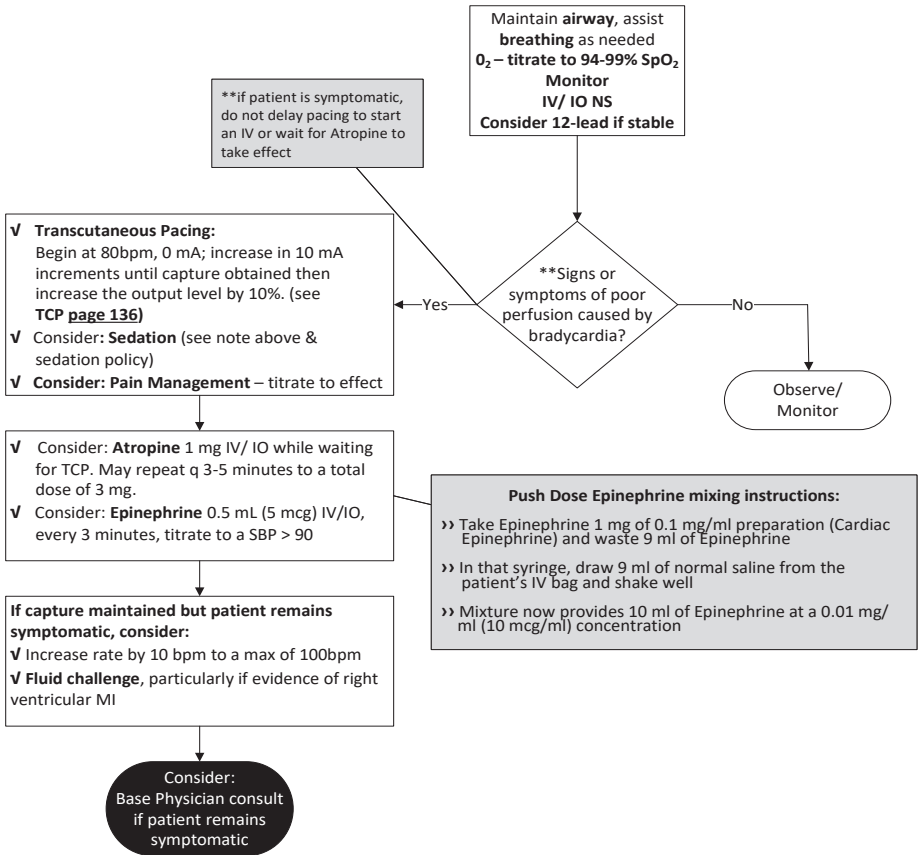 Maintain airway, assist
breathing as needed
0₂ – titrate to 94-99% SpO₂
Monitor
IV/ IO NS
Consider 12-lead if stable
**if patient is symptomatic,
do not delay pacing to start
an IV or wait for Atropine to
take effect
**Signs or
symptoms of poor
perfusion caused by
bradycardia?
Yes
No
Observe/
Monitor
√ Transcutaneous Pacing:
Begin at 80bpm, 0 mA; increase in 10 mA
increments until capture obtained then
increase the output level by 10%. (see
TCP page 136)
√ Consider: Sedation (see note above &
sedation policy)
√ Consider: Pain Management – titrate to effect
√ Consider: Atropine 1 mg IV/ IO while waiting
for TCP. May repeat q 3-5 minutes to a total
dose of 3 mg.
√ Consider: Epinephrine 0.5 mL (5 mcg) IV/IO,
every 3 minutes, titrate to a SBP > 90
Push Dose Epinephrine mixing instructions:
›› Take Epinephrine 1 mg of 0.1 mg/ml preparation (Cardiac
Epinephrine) and waste 9 ml of Epinephrine
›› In that syringe, draw 9 ml of normal saline from the
patient’s IV bag and shake well
›› Mixture now provides 10 ml of Epinephrine at a 0.01 mg/
ml (10 mcg/ml) concentration
If capture maintained but patient remains
symptomatic, consider:
√ Increase rate by 10 bpm to a max of 100bpm
√ Fluid challenge, particularly if evidence of right
ventricular MI
Consider:
Base Physician consult
if patient remains
symptomatic